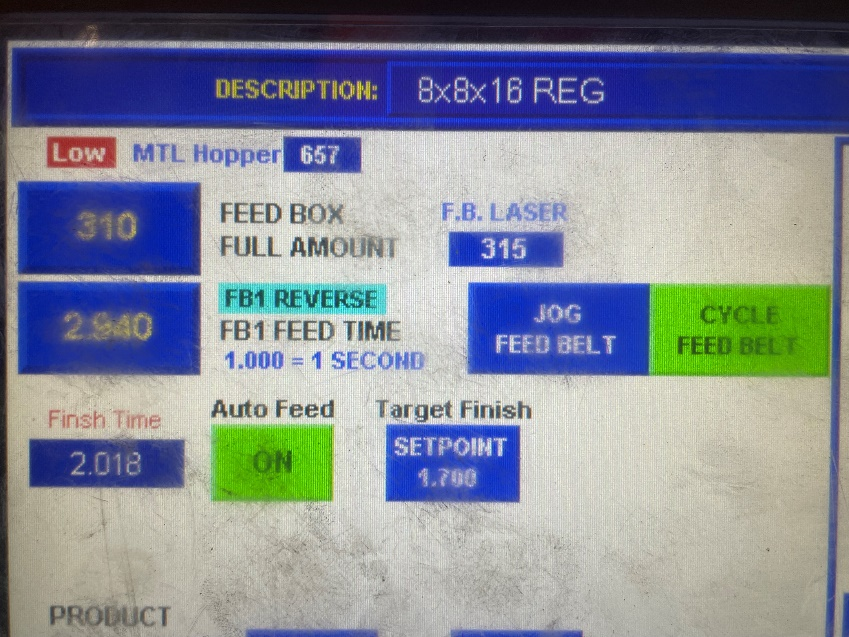 DESCRIPTION: 8x8x16 REG
Low MTL Hopper 657
310 FEED BOX FULL AMOUNT
F.B. LASER
315
FB1 REVERSE
2.940 FB1 FEED TIME
1.000 = 1 SECOND
JOG FEED BELT
CYCLE FEED BELT
Finsh Time
2.018
Auto Feed
ON
Target Finish
SETPOINT
1.700
PRODUCT